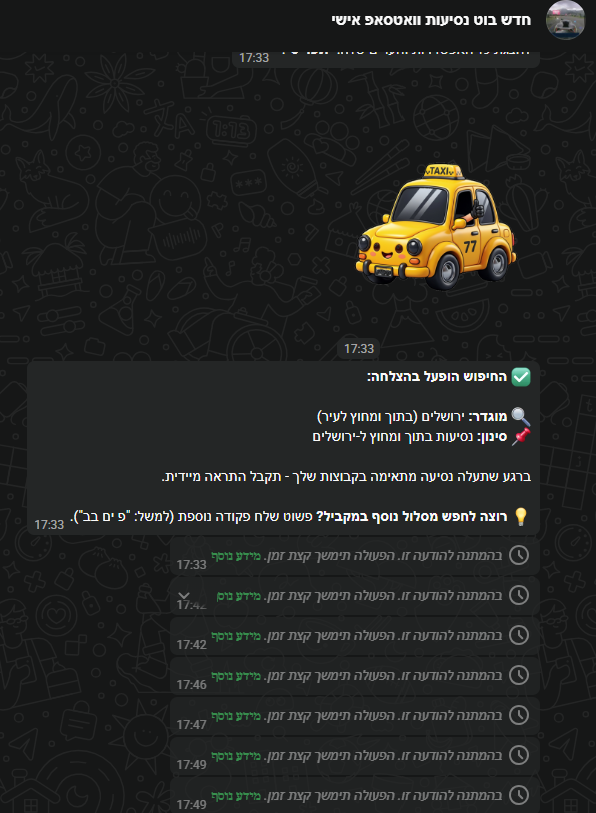 חדש בוט נסיעות וואטסאפ אישי
17:33
TAXI
77
17:33
✅ החיפוש הופעל בהצלחה:
🔍 מוגדר: ירושלים (בתוך ומחוץ לעיר)
📌 סינון: נסיעות בתוך ומחוץ ל-ירושלים
ברגע שתעלה נסיעה מתאימה בקבוצות שלך - תקבל התראה מיידית.
💡 רוצה לחפש מסלול נוסף במקביל? פשוט שלח פקודה נוספת (למשל: "פ ים בב"). 17:33
בהמתנה להודעה זו. הפעולה תימשך קצת זמן. מידע נוסף 17:33
בהמתנה להודעה זו. הפעולה תימשך קצת זמן. מידע נוסף 17:42
בהמתנה להודעה זו. הפעולה תימשך קצת זמן. מידע נוסף 17:42
בהמתנה להודעה זו. הפעולה תימשך קצת זמן. מידע נוסף 17:46
בהמתנה להודעה זו. הפעולה תימשך קצת זמן. מידע נוסף 17:47
בהמתנה להודעה זו. הפעולה תימשך קצת זמן. מידע נוסף 17:49
בהמתנה להודעה זו. הפעולה תימשך קצת זמן. מידע נוסף 17:49